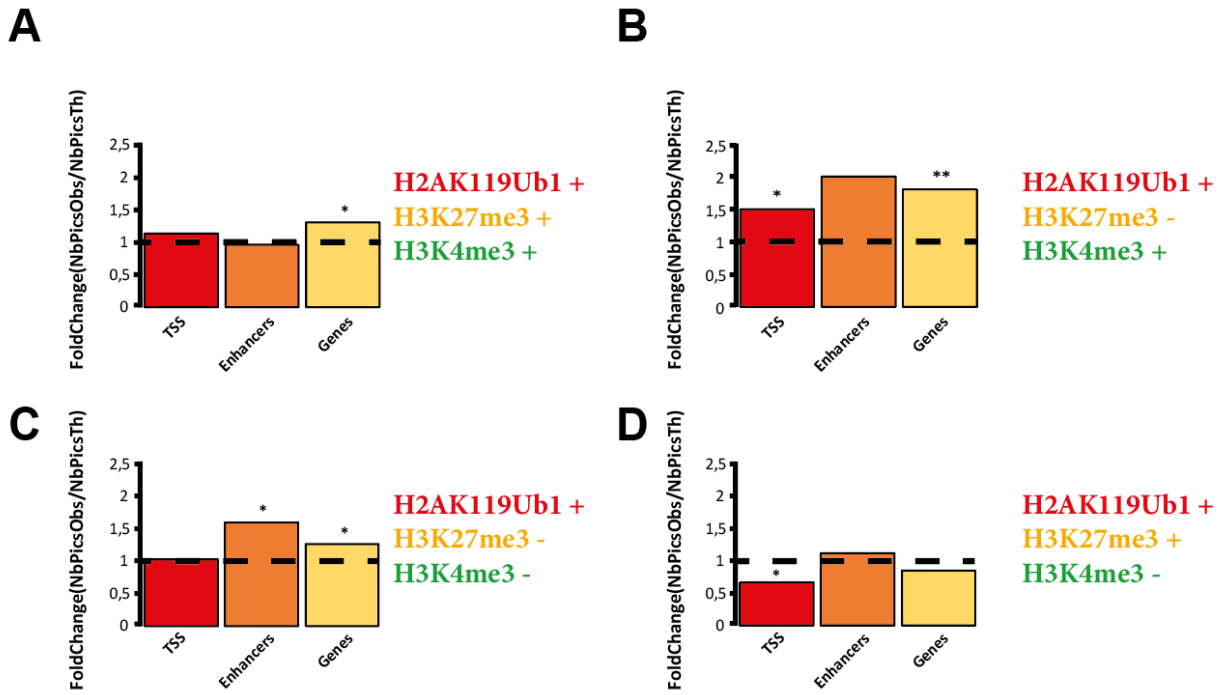 A
FoldChange(NbPicsObs/NbPicsTh)
2,5
2
1,5
1
0,5
0
*
TSS
Enhancers
Genes
H2AK119Ub1 +
H3K27me3 +
H3K4me3 +
B
FoldChange(NbPicsObs/NbPicsTh)
2,5
2
1,5
1
0,5
0
*
**
TSS
Enhancers
Genes
H2AK119Ub1 +
H3K27me3 -
H3K4me3 +
C
FoldChange(NbPicsObs/NbPicsTh)
2,5
2
1,5
1
0,5
0
*
*
TSS
Enhancers
Genes
H2AK119Ub1 +
H3K27me3 -
H3K4me3 -
D
FoldChange(NbPicsObs/NbPicsTh)
2,5
2
1,5
1
0,5
0
*
TSS
Enhancers
Genes
H2AK119Ub1 +
H3K27me3 +
H3K4me3 -